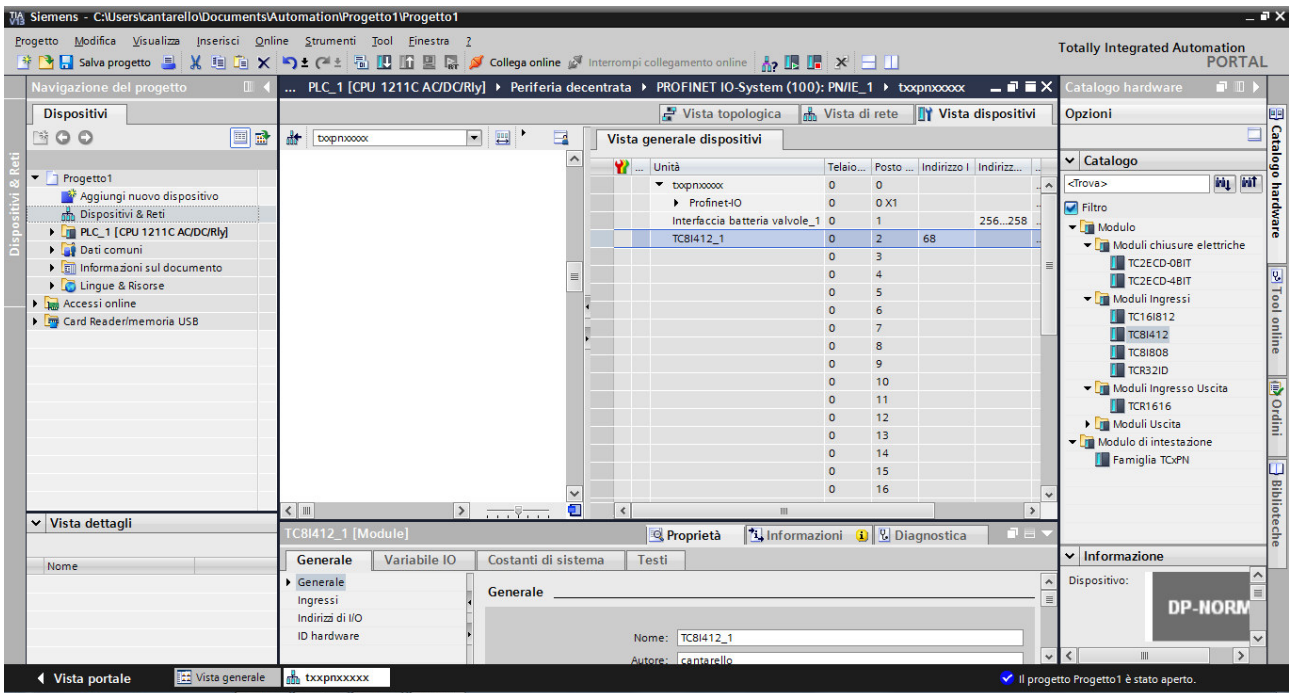 Siemens - C:\Users\cantarello\Documents\Automation\Progetto1\Progetto1
Progetto Modifica Visualizza Inserisci Online Strumenti Tool Finestra ?
Salva progetto Collega online Interrompi collegamento online
Totally Integrated Automation
PORTAL
Navigazione del progetto
Dispositivi
Dispositivi & Reti
Progetto1
Aggiungi nuovo dispositivo
Dispositivi & Reti
PLC_1 [CPU 1211C AC/DC/Rly]
Dati comuni
Informazioni sul documento
Lingue & Risorse
Accessi online
Card Reader/memoria USB
Vista dettagli
Nome
... PLC_1 [CPU 1211C AC/DC/Rly] Periferia decentrata PROFINET IO-System (100): PN/IE_1 txxpnxxxxx
Vista topologica Vista di rete Vista dispositivi
txxpnxxxxx
Vista generale dispositivi
... Unità Telaio... Posto ... Indirizzo I Indirizz... ...
txxpnxxxxx 0 0
Profinet-IO 0 0 X1
Interfaccia batteria valvole_1 0 1 256...258
TC8I412_1 0 2 68
0 3
0 4
0 5
0 6
0 7
0 8
0 9
0 10
0 11
0 12
0 13
0 14
0 15
0 16
TC8I412_1 [Module]
Proprietà Informazioni Diagnostica
Generale Variabile IO Costanti di sistema Testi
Generale
Ingressi
Indirizzi di I/O
ID hardware
Generale
Nome: TC8I412_1
Autore: cantarello
Catalogo hardware
Opzioni
Catalogo
<Trova>
Filtro
Modulo
Moduli chiusure elettriche
TC2ECD-0BIT
TC2ECD-4BIT
Moduli Ingressi
TC16I812
TC8I412
TC8I808
TCR32ID
Moduli Ingresso Uscita
TCR1616
Moduli Uscita
Modulo di intestazione
Famiglia TCxPN
Informazione
Dispositivo:
DP-NORM
Catalogo hardware
Tool online
Ordini
Biblioteche
Vista portale Vista generale txxpnxxxxx
Il progetto Progetto1 è stato aperto.